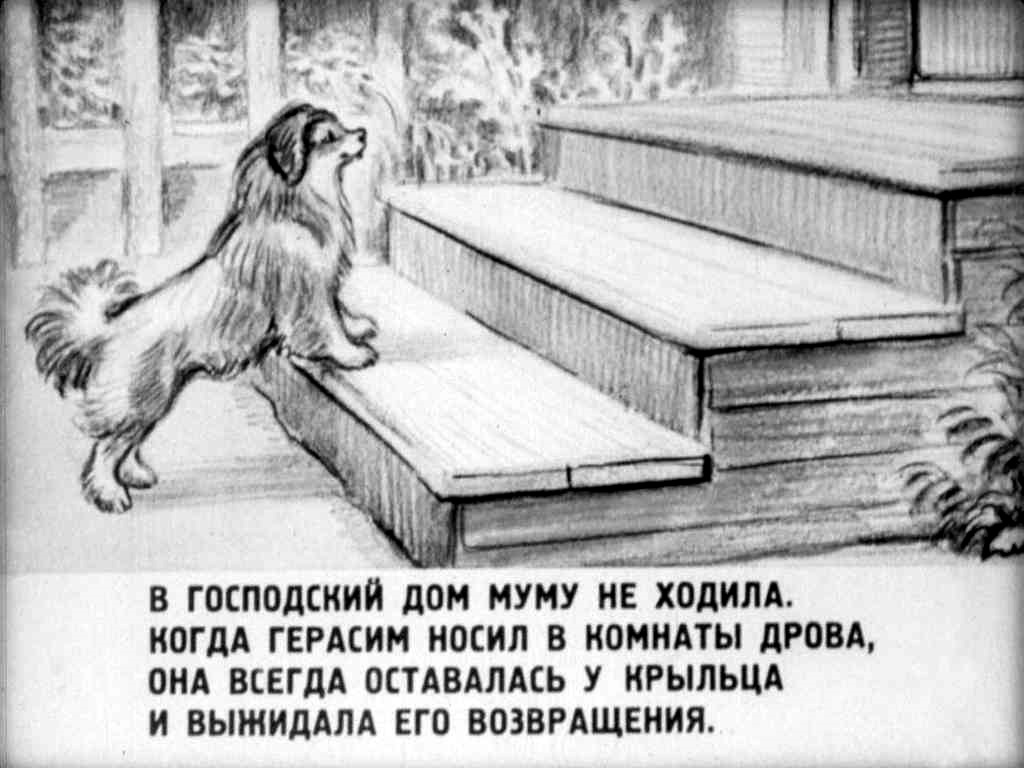 В ГОСПОДСКИЙ ДОМ МУМУ НЕ ХОДИЛА.
КОГДА ГЕРАСИМ НОСИЛ В КОМНАТЫ ДРОВА,
ОНА ВСЕГДА ОСТАВАЛАСЬ У КРЫЛЬЦА
И ВЫЖИДАЛА ЕГО ВОЗВРАЩЕНИЯ.